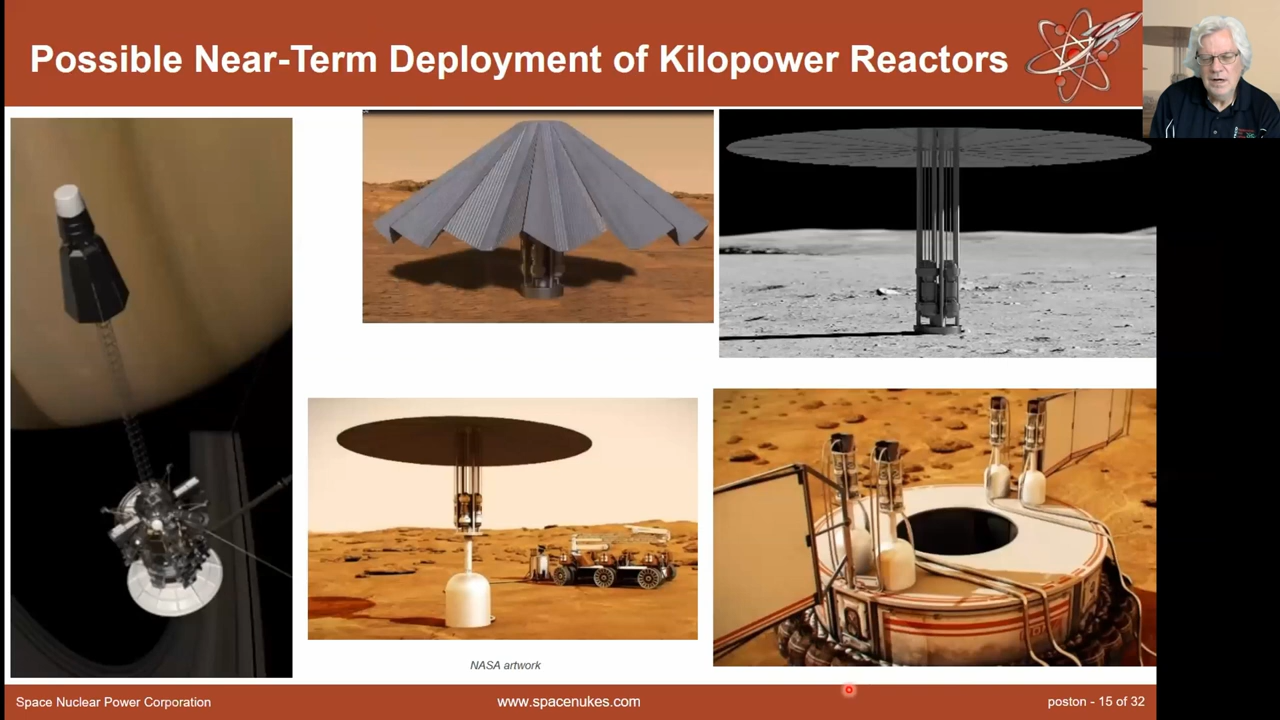 Possible Near-Term Deployment of Kilopower Reactors
NASA artwork
Space Nuclear Power Corporation
www.spacenukes.com
poston - 15 of 32